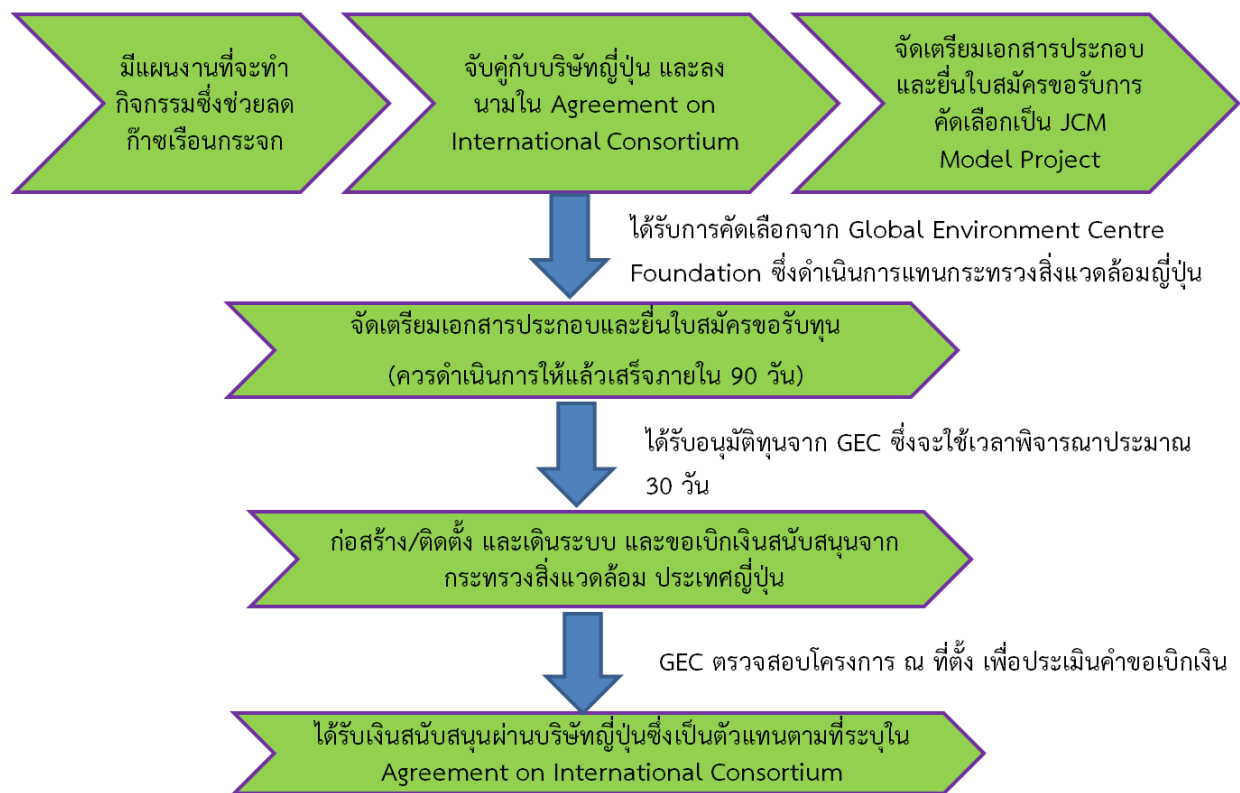 มีแผนงานที่จะทำ
กิจกรรมซึ่งช่วยลด
ก๊าซเรือนกระจก
จับคู่กับบริษัทญี่ปุ่น และลง
นามใน Agreement on
International Consortium
จัดเตรียมเอกสารประกอบ
และยื่นใบสมัครขอรับการ
คัดเลือกเป็น JCM
Model Project
ได้รับการคัดเลือกจาก Global Environment Centre
Foundation ซึ่งดำเนินการแทนกระทรวงสิ่งแวดล้อมญี่ปุ่น
จัดเตรียมเอกสารประกอบและยื่นใบสมัครขอรับทุน
(ควรดำเนินการให้แล้วเสร็จภายใน 90 วัน)
ได้รับอนุมัติทุนจาก GEC ซึ่งจะใช้เวลาพิจารณาประมาณ
30 วัน
ก่อสร้าง/ติดตั้ง และเดินระบบ และขอเบิกเงินสนับสนุนจาก
กระทรวงสิ่งแวดล้อม ประเทศญี่ปุ่น
GEC ตรวจสอบโครงการ ณ ที่ตั้ง เพื่อประเมินคำขอเบิกเงิน
ได้รับเงินสนับสนุนผ่านบริษัทญี่ปุ่นซึ่งเป็นตัวแทนตามที่ระบุใน
Agreement on International Consortium